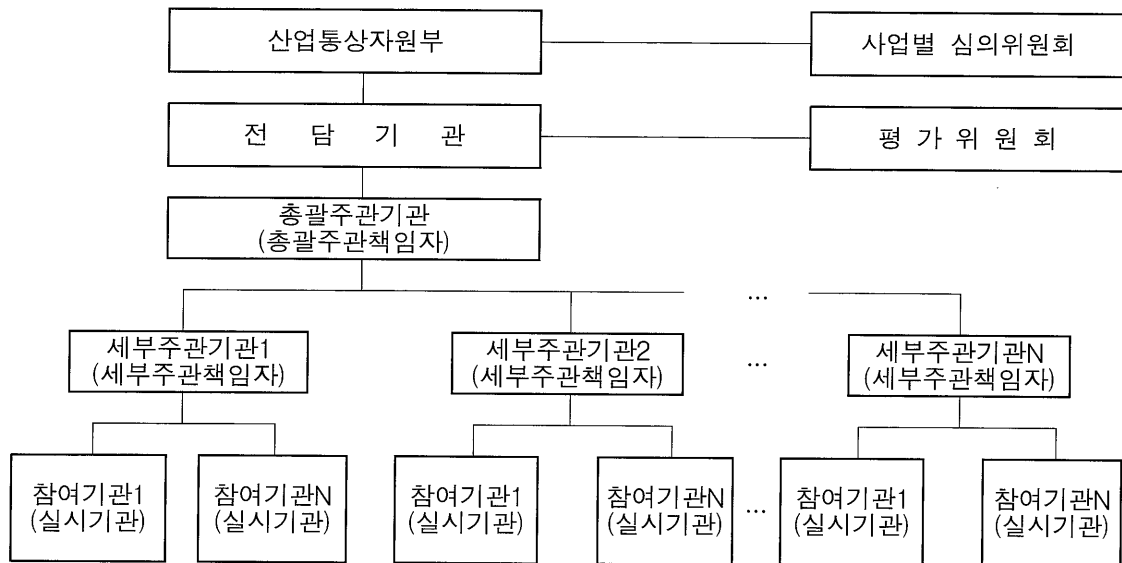 산업통상자원부
사업별 심의위원회
전 담 기 관
평 가 위 원 회
총괄주관기관
(총괄주관책임자)
...
세부주관기관1
(세부주관책임자)
세부주관기관2
(세부주관책임자)
...
세부주관기관N
(세부주관책임자)
참여기관1
(실시기관)
참여기관N
(실시기관)
참여기관1
(실시기관)
참여기관N
(실시기관)
...
참여기관1
(실시기관)
참여기관N
(실시기관)